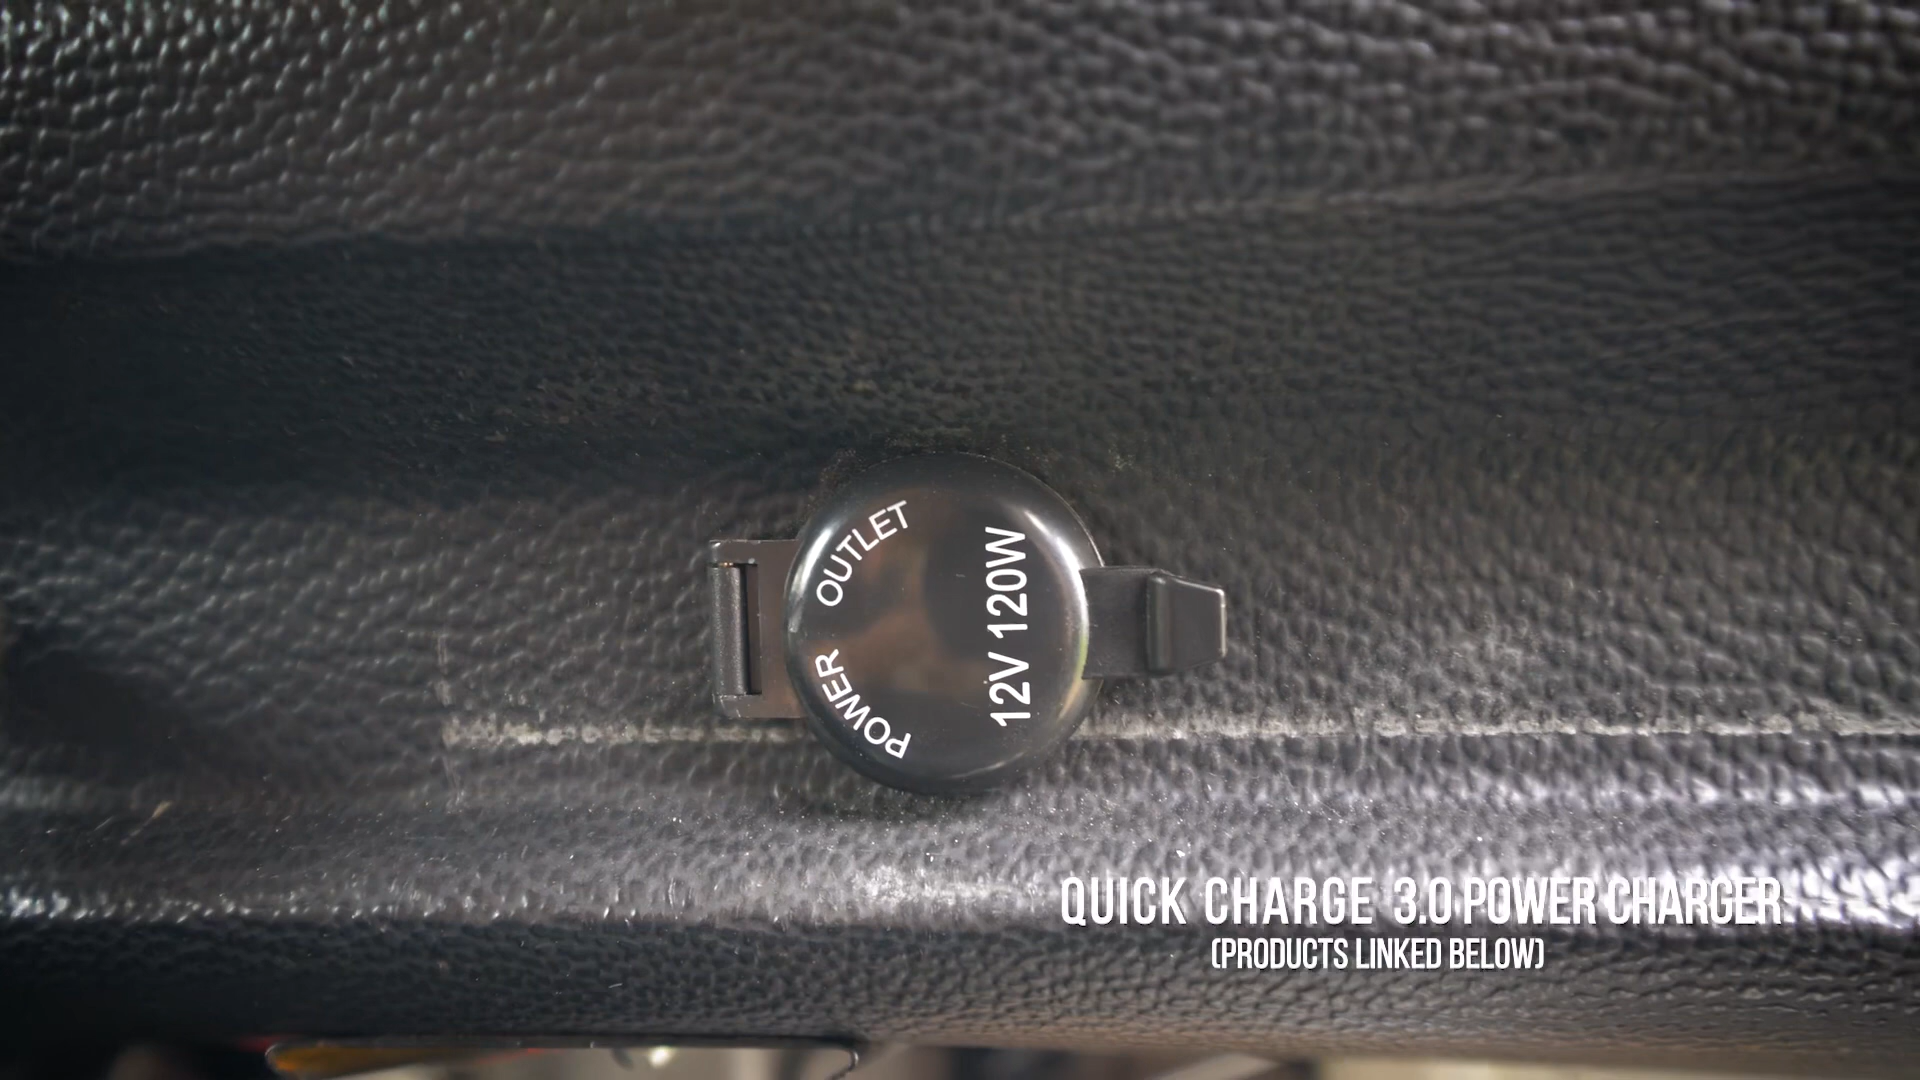 POWER OUTLET
12V 120W
QUICK CHARGE 3.0 POWER CHARGER
(PRODUCTS LINKED BELOW)